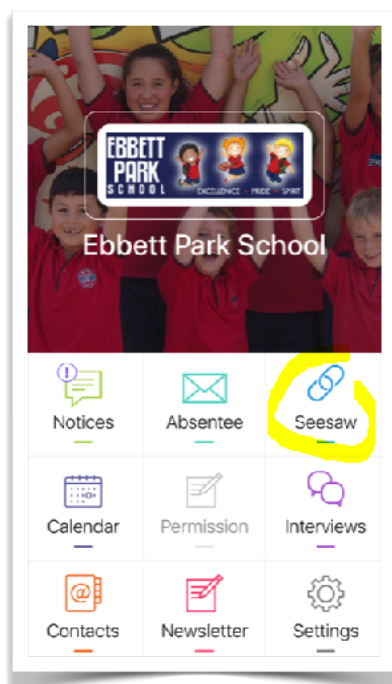 EBBETT
PARK
SCHOOL
EXCELLENCE - PRIDE - SPIRIT
Ebbett Park School
Notices
Absentee
Seesaw
Calendar
Permission
Interviews
Contacts
Newsletter
Settings